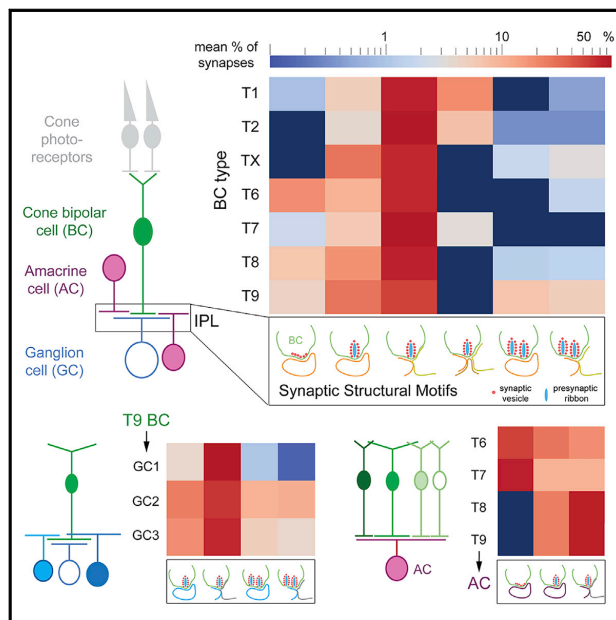 mean % of
synapses
1
10
50
%
T1
T2
TX
T6
T7
T8
T9
BC type
Cone
photo-
receptors
Cone bipolar
cell (BC)
Amacrine
cell (AC)
IPL
Ganglion
cell (GC)
BC
Synaptic Structural Motifs
synaptic
vesicle
presynaptic
ribbon
T9 BC
GC1
GC2
GC3
T6
T7
T8
T9
AC
AC